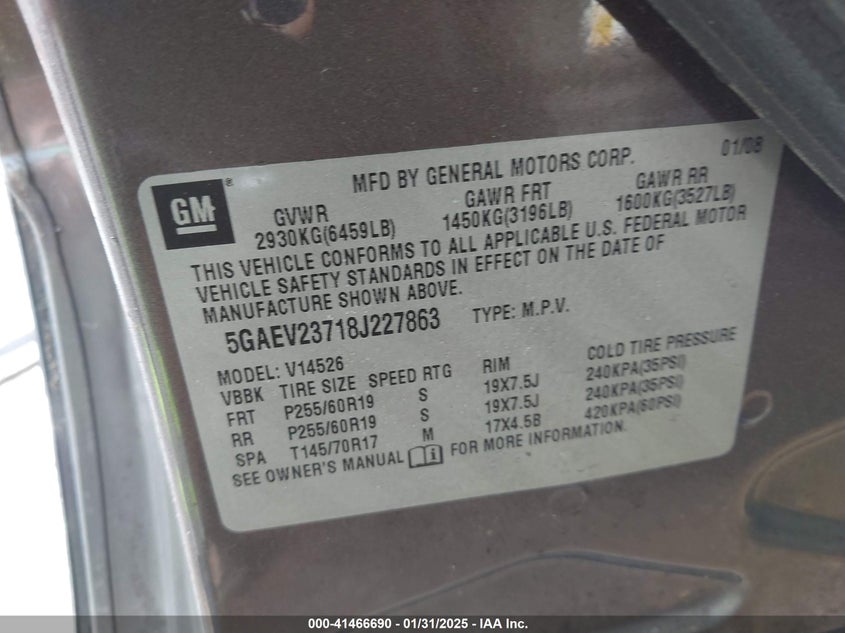 MFD BY GENERAL MOTORS CORP. 01/08
GM®
GVWR GAWR FRT GAWR RR
2930KG(6459LB) 1450KG(3196LB) 1600KG(3527LB)
THIS VEHICLE CONFORMS TO ALL APPLICABLE U.S. FEDERAL MOTOR
VEHICLE SAFETY STANDARDS IN EFFECT ON THE DATE OF
MANUFACTURE SHOWN ABOVE.
5GAEV23718J227863 TYPE: M.P.V.
MODEL: V14526
VBBK TIRE SIZE SPEED RTG RIM COLD TIRE PRESSURE
FRT P255/60R19 S 19X7.5J 240KPA(35PSI)
RR P255/60R19 S 19X7.5J 240KPA(35PSI)
SPA T145/70R17 M 17X4.5B 420KPA(60PSI)
SEE OWNER'S MANUAL i FOR MORE INFORMATION.
000-41466690 - 01/31/2025 - IAA Inc.